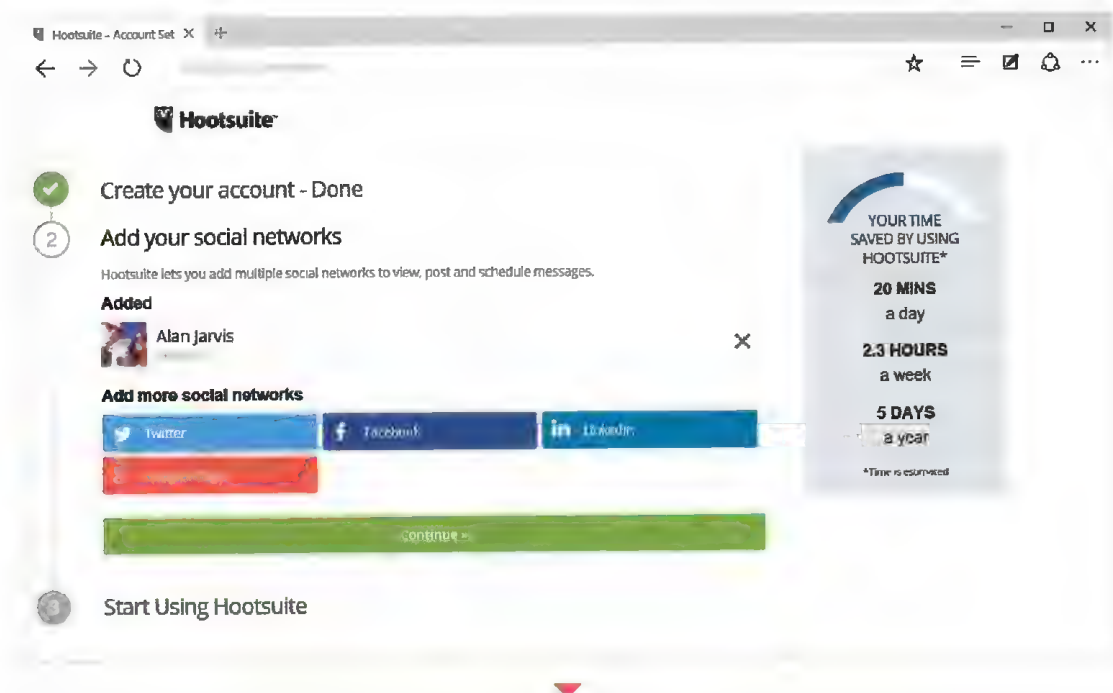 Hootsuite - Account Set
Hootsuite™
Create your account - Done
2
Add your social networks
Hootsuite lets you add multiple social networks to view, post and schedule messages.
Added
Alan Jarvis
Add more social networks
Twitter
Facebook
LinkedIn
Continue »
3
Start Using Hootsuite
YOUR TIME
SAVED BY USING
HOOTSUITE*
20 MINS
a day
2.3 HOURS
a week
5 DAYS
a year
*Time is estimated